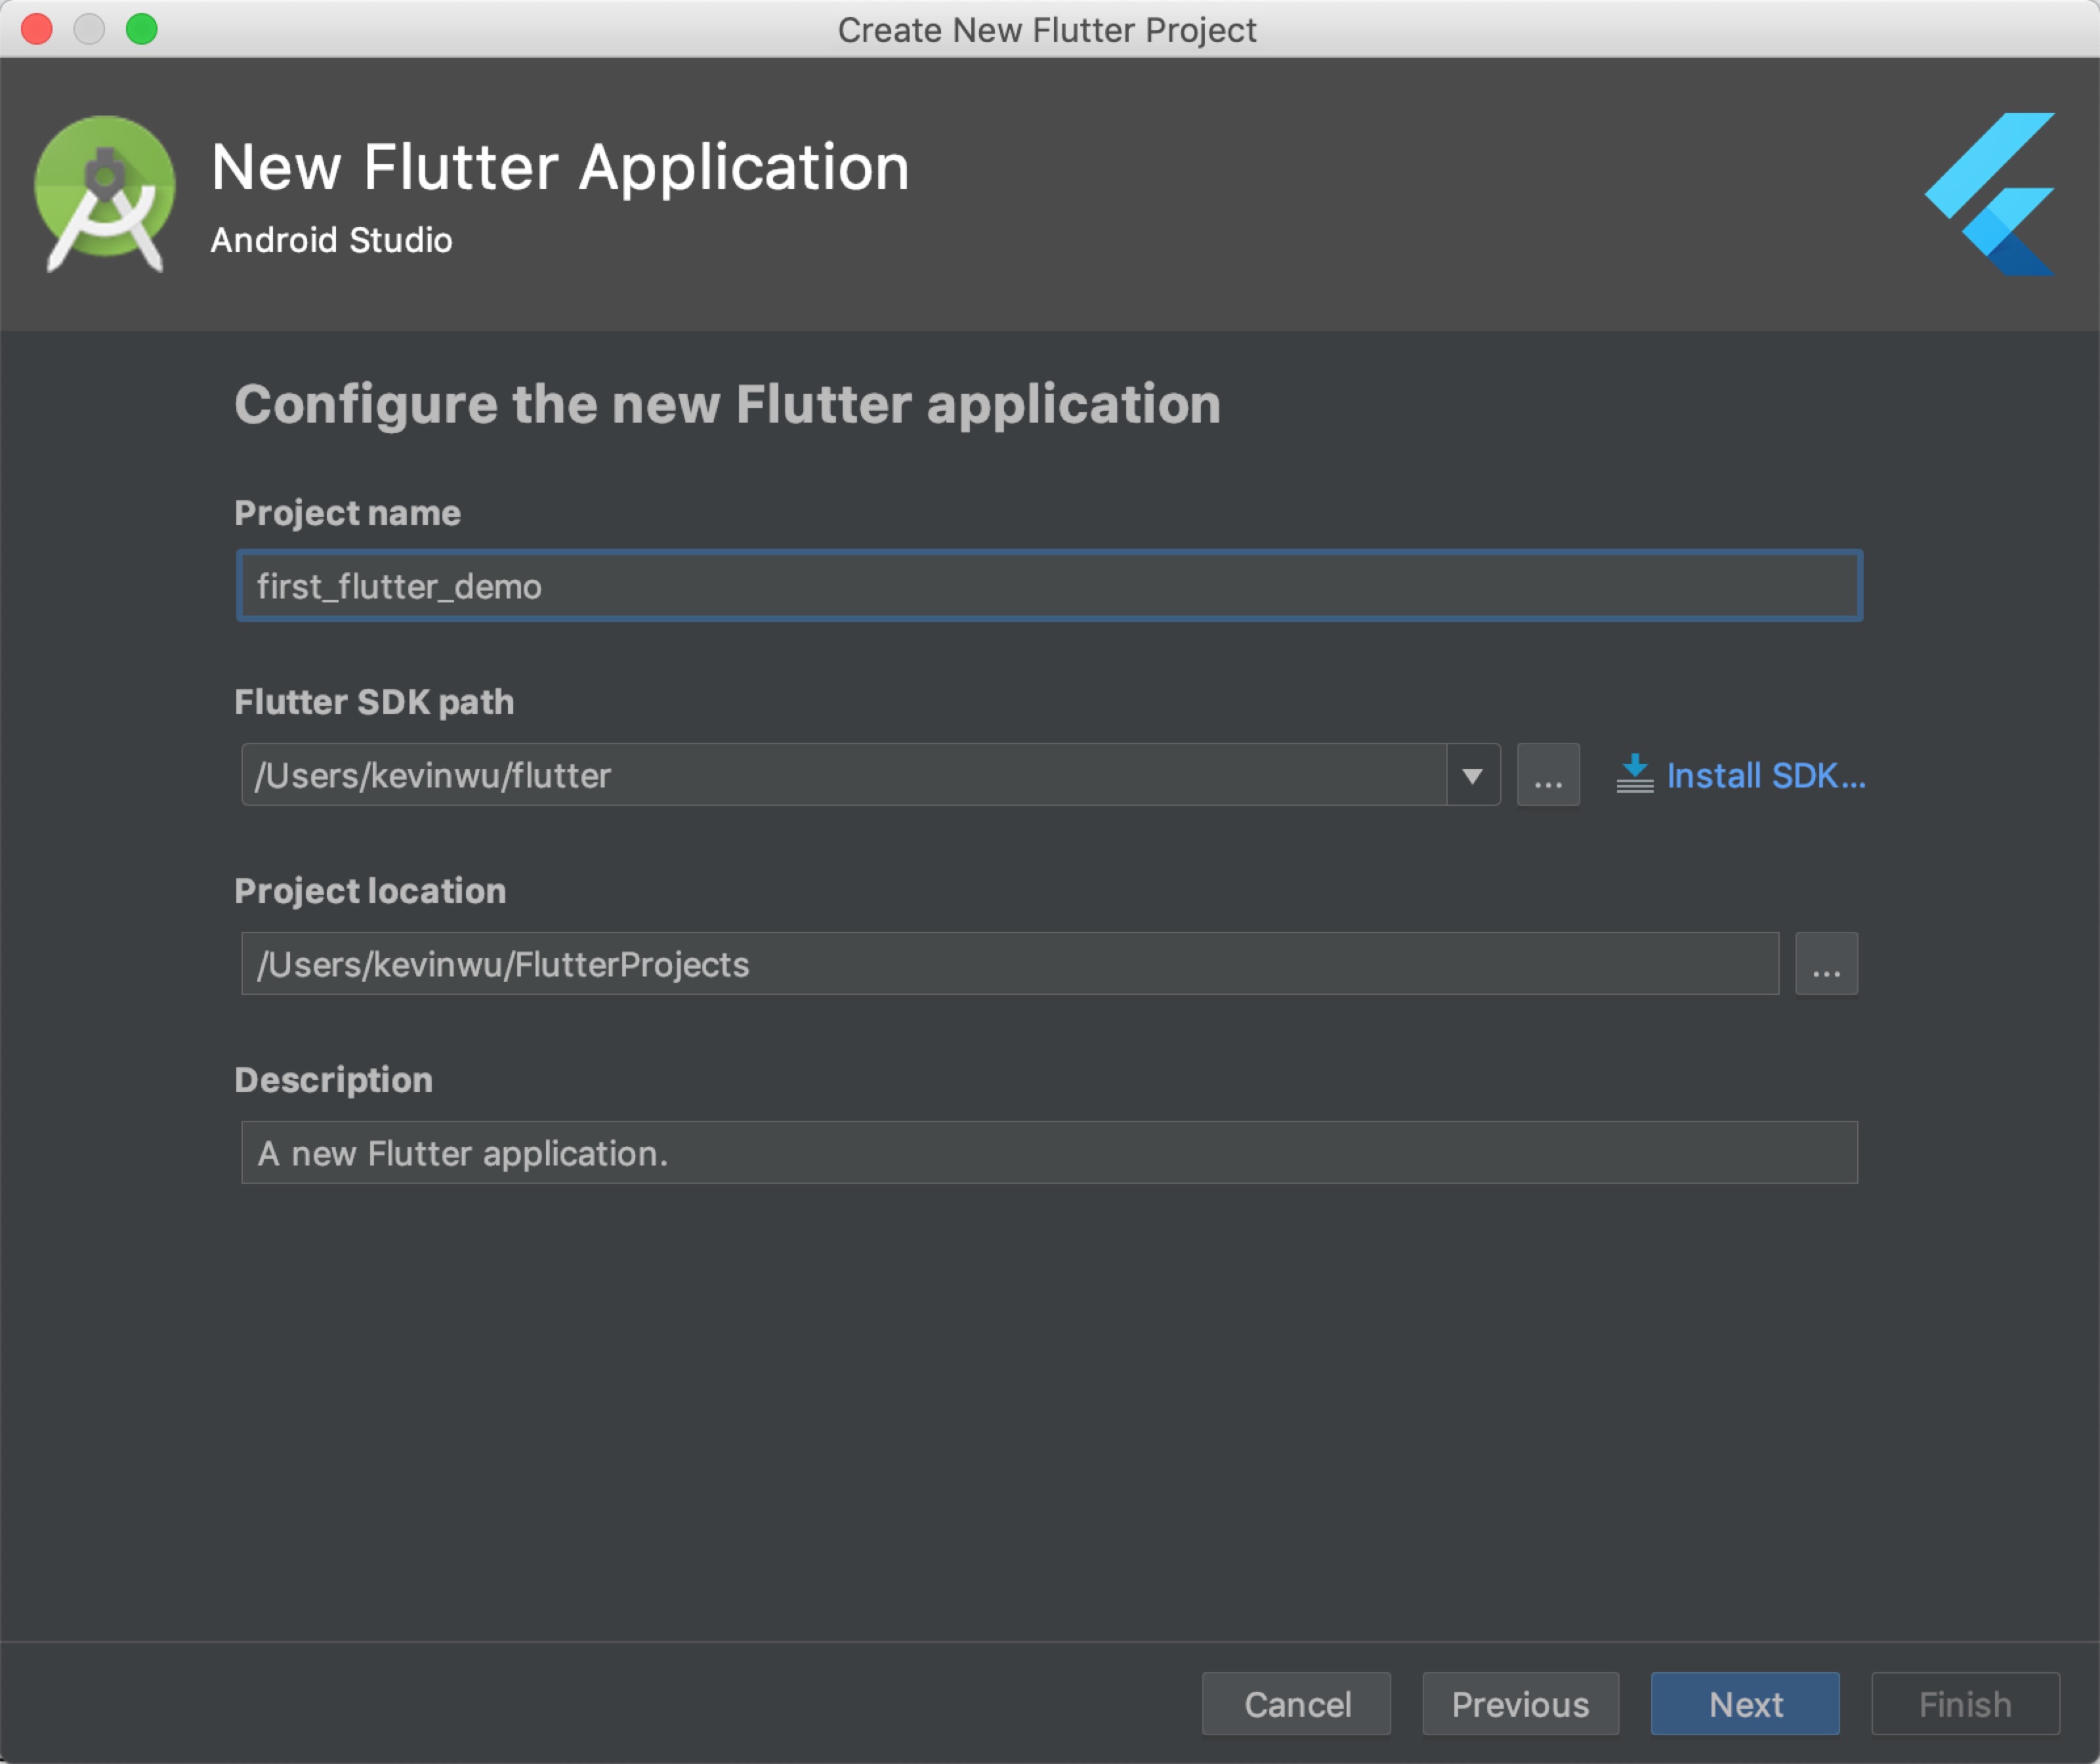 Create New Flutter Project
New Flutter Application
Android Studio
Configure the new Flutter application
Project name
first_flutter_demo
Flutter SDK path
/Users/kevinwu/flutter
...
Install SDK...
Project location
/Users/kevinwu/FlutterProjects
...
Description
A new Flutter application.
Cancel Previous Next Finish